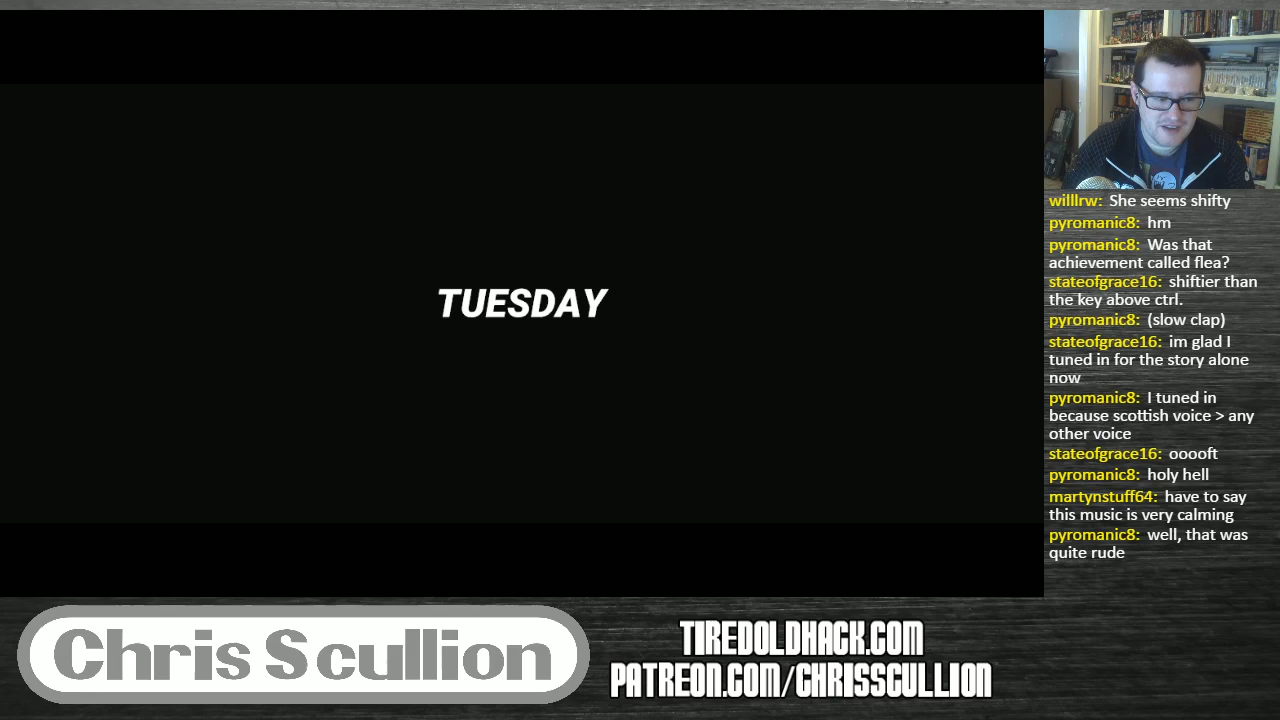 TUESDAY
willlrw: She seems shifty
pyromanic8: hm
pyromanic8: Was that
achievement called flea?
stateofgrace16: shiftier than
the key above ctrl.
pyromanic8: (slow clap)
stateofgrace16: im glad I
tuned in for the story alone
now
pyromanic8: I tuned in
because scottish voice > any
other voice
stateofgrace16: ooooft
pyromanic8: holy hell
martynstuff64: have to say
this music is very calming
pyromanic8: well, that was
quite rude
Chris Scullion
TIREDOLDHACK.COM
PATREON.COM/CHRISSCULLION